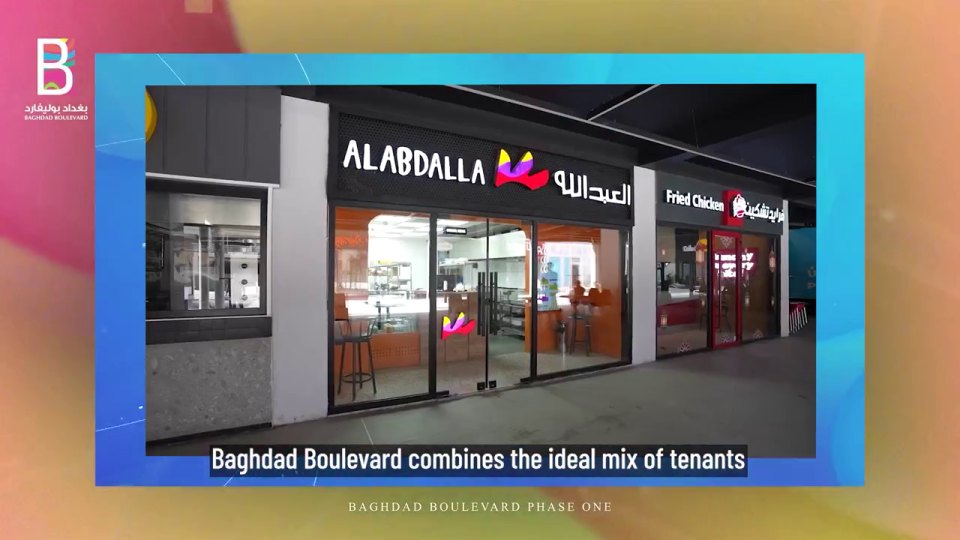 B
بغداد بوليفارد
BAGHDAD BOULEVARD
ALABDALLA العبدالله
Fried Chicken فرايد تشكين
Baghdad Boulevard combines the ideal mix of tenants
BAGHDAD BOULEVARD PHASE ONE